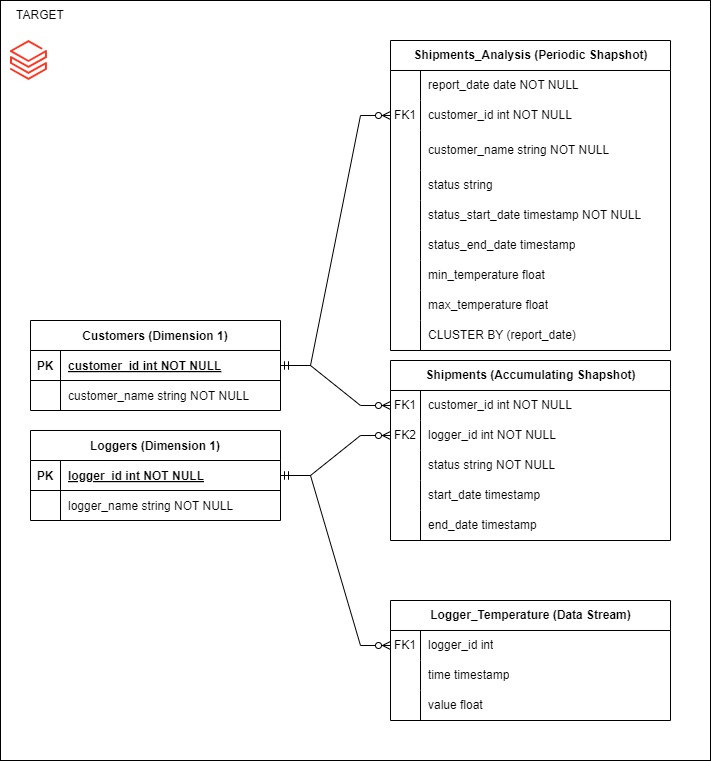 TARGET
Shipments_Analysis (Periodic Shapshot)
report_date date NOT NULL
FK1 customer_id int NOT NULL
customer_name string NOT NULL
status string
status_start_date timestamp NOT NULL
status_end_date timestamp
min_temperature float
max_temperature float
CLUSTER BY (report_date)
Customers (Dimension 1)
PK customer_id int NOT NULL
customer_name string NOT NULL
Shipments (Accumulating Shapshot)
FK1 customer_id int NOT NULL
FK2 logger_id int NOT NULL
status string NOT NULL
start_date timestamp
end_date timestamp
Loggers (Dimension 1)
PK logger_id int NOT NULL
logger_name string NOT NULL
Logger_Temperature (Data Stream)
FK1 logger_id int
time timestamp
value float